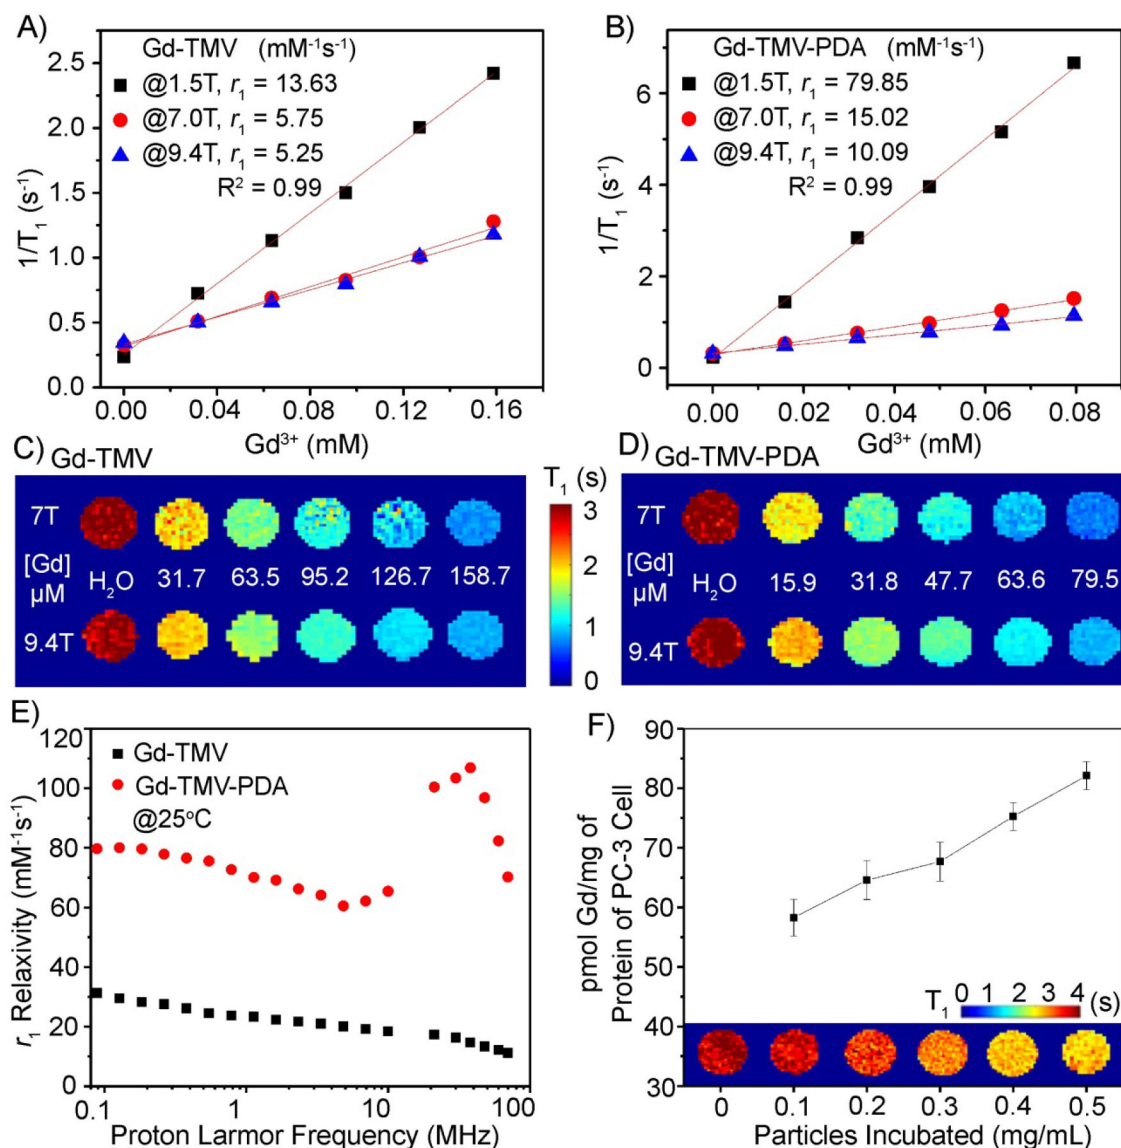 A)
Gd-TMV (mM⁻¹s⁻¹)
@1.5T, r₁ = 13.63
@7.0T, r₁ = 5.75
@9.4T, r₁ = 5.25
R² = 0.99
2.5
2.0
1.5
1.0
0.5
0.0
1/T₁ (s⁻¹)
0.00 0.04 0.08 0.12 0.16
Gd³⁺ (mM)
B)
Gd-TMV-PDA (mM⁻¹s⁻¹)
@1.5T, r₁ = 79.85
@7.0T, r₁ = 15.02
@9.4T, r₁ = 10.09
R² = 0.99
6
4
2
0
1/T₁ (s⁻¹)
0.00 0.02 0.04 0.06 0.08
Gd³⁺ (mM)
C)
Gd-TMV
7T
[Gd]
μM
H₂O 31.7 63.5 95.2 126.7 158.7
9.4T
T₁ (s)
3
2
1
0
D)
Gd-TMV-PDA
7T
[Gd]
μM
H₂O 15.9 31.8 47.7 63.6 79.5
9.4T
E)
Gd-TMV
Gd-TMV-PDA
@25°C
120
100
80
60
40
20
0
r₁ Relaxivity (mM⁻¹s⁻¹)
0.1 1 10 100
Proton Larmor Frequency (MHz)
F)
90
80
70
60
50
40
30
pmol Gd/mg of
Protein of PC-3 Cell
T₁ 0 1 2 3 4 (s)
0 0.1 0.2 0.3 0.4 0.5
Particles Incubated (mg/mL)